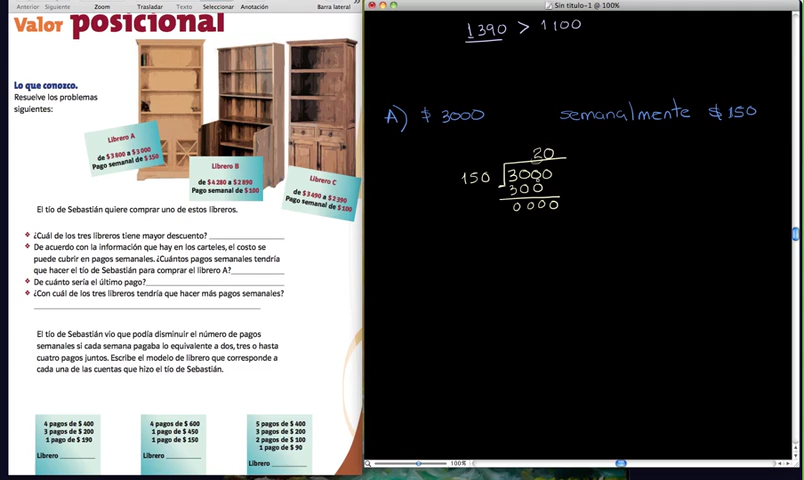 Anterior Siguiente Zoom Trasladar Texto Seleccionar Anotación Barra lateral
Sin titulo-1 @ 100%
Valor posicional
Lo que conozco.
Resuelve los problemas
siguientes:
Librero A
de $3 800 a $3 000
Pago semanal de $150
Librero B
de $4 280 a $2 890
Pago semanal de $100
Librero C
de $3 490 a $2 390
Pago semanal de $100
El tío de Sebastián quiere comprar uno de estos libreros.
❖ ¿Cuál de los tres libreros tiene mayor descuento?
❖ De acuerdo con la información que hay en los carteles, el costo se
puede cubrir en pagos semanales. ¿Cuántos pagos semanales tendría
que hacer el tío de Sebastián para comprar el librero A?
❖ De cuánto sería el último pago?
❖ ¿Con cuál de los tres libreros tendría que hacer más pagos semanales?
El tío de Sebastián vio que podía disminuir el número de pagos
semanales si cada semana pagaba lo equivalente a dos, tres o hasta
cuatro pagos juntos. Escribe el modelo de librero que corresponde a
cada una de las cuentas que hizo el tío de Sebastián.
4 pagos de $ 400
3 pagos de $ 200
1 pago de $ 190
Librero
4 pagos de $ 600
1 pago de $ 450
1 pago de $ 150
Librero
5 pagos de $ 400
3 pagos de $ 200
2 pagos de $ 100
1 pago de $ 90
Librero
1390 > 1100
A) $ 3000 semanalmente $ 150
20
150 3000
300
0000
100%